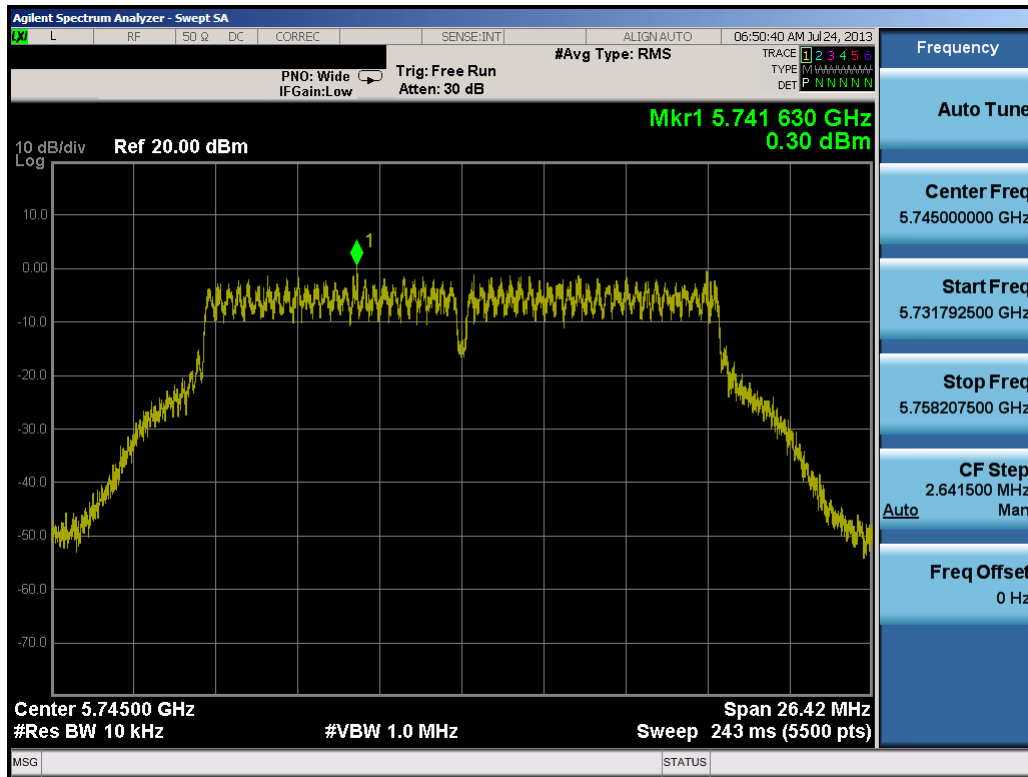 Agilent Spectrum Analyzer - Swept SA
LXI L RF 50 Ω DC CORREC SENSE:INT ALIGN AUTO 06:50:40 AM Jul 24, 2013
Frequency
PNO: Wide
IFGain:Low
Trig: Free Run
Atten: 30 dB
#Avg Type: RMS
TRACE 1 2 3 4 5 6
TYPE M W W W W W
DET P N N N N N
Auto Tune
Mkr1 5.741 630 GHz
0.30 dBm
10 dB/div
Log
Ref 20.00 dBm
1
10.0
0.00
-10.0
-20.0
-30.0
-40.0
-50.0
-60.0
-70.0
Center Freq
5.745000000 GHz
Start Freq
5.731792500 GHz
Stop Freq
5.758207500 GHz
CF Step
2.641500 MHz
Auto Man
Freq Offset
0 Hz
Center 5.74500 GHz Span 26.42 MHz
#Res BW 10 kHz #VBW 1.0 MHz Sweep 243 ms (5500 pts)
MSG STATUS